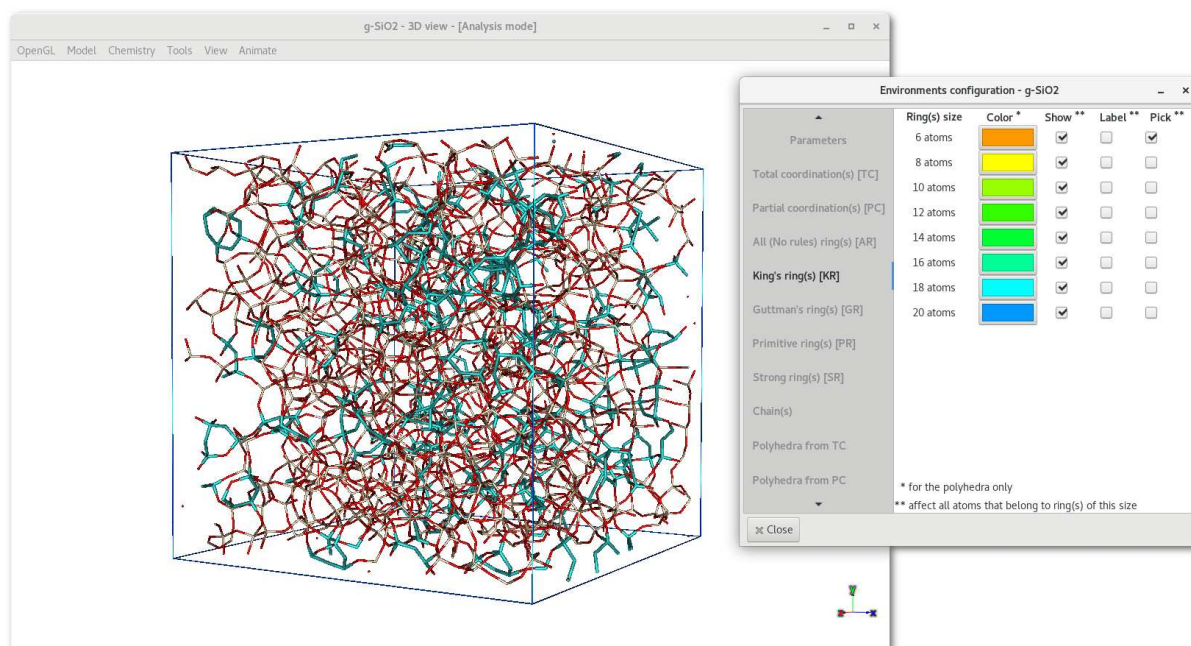 g-SiO2 - 3D view - [Analysis mode]
OpenGL Model Chemistry Tools View Animate
Environments configuration - g-SiO2
Parameters
Total coordination(s) [TC]
Partial coordination(s) [PC]
All (No rules) ring(s) [AR]
King's ring(s) [KR]
Guttman's ring(s) [GR]
Primitive ring(s) [PR]
Strong ring(s) [SR]
Chain(s)
Polyhedra from TC
Polyhedra from PC
Ring(s) size Color * Show ** Label ** Pick **
6 atoms
8 atoms
10 atoms
12 atoms
14 atoms
16 atoms
18 atoms
20 atoms
* for the polyhedra only
** affect all atoms that belong to ring(s) of this size
Close
y
z x